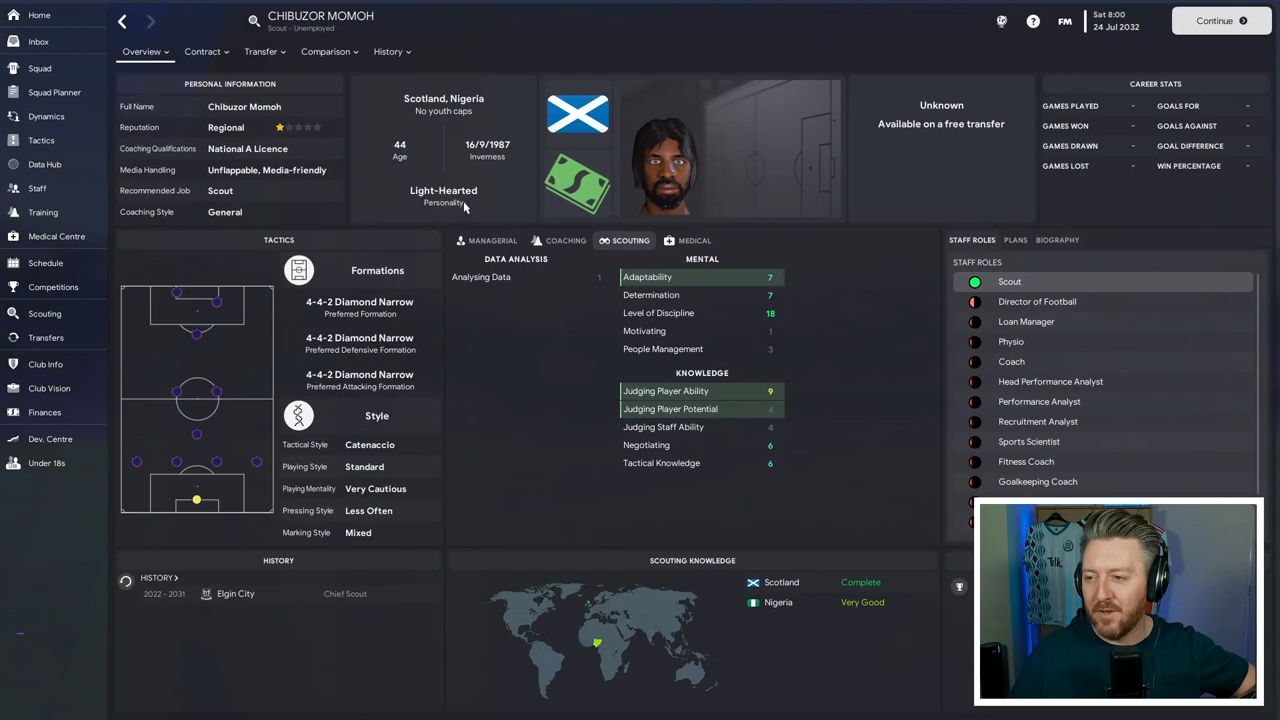 Home
Inbox
Squad
Squad Planner
Dynamics
Tactics
Data Hub
Staff
Training
Medical Centre
Schedule
Competitions
Scouting
Transfers
Club Info
Club Vision
Finances
Dev. Centre
Under 18s
CHIBUZOR MOMOH
Scout - Unemployed
FM
Sat 8:00
24 Jul 2032
Continue
Overview
Contract
Transfer
Comparison
History
PERSONAL INFORMATION
Full Name Chibuzor Momoh
Reputation Regional
Coaching Qualifications National A Licence
Media Handling Unflappable, Media-friendly
Recommended Job Scout
Coaching Style General
Scotland, Nigeria
No youth caps
44
Age
16/9/1987
Inverness
Light-Hearted
Personality
Unknown
Available on a free transfer
CAREER STATS
GAMES PLAYED - GOALS FOR -
GAMES WON - GOALS AGAINST -
GAMES DRAWN - GOAL DIFFERENCE -
GAMES LOST - WIN PERCENTAGE -
TACTICS
Formations
4-4-2 Diamond Narrow
Preferred Formation
4-4-2 Diamond Narrow
Preferred Defensive Formation
4-4-2 Diamond Narrow
Preferred Attacking Formation
Style
Tactical Style Catenaccio
Playing Style Standard
Playing Mentality Very Cautious
Pressing Style Less Often
Marking Style Mixed
MANAGERIAL
COACHING
SCOUTING
MEDICAL
DATA ANALYSIS
Analysing Data 1
MENTAL
Adaptability 7
Determination 7
Level of Discipline 18
Motivating 1
People Management 3
KNOWLEDGE
Judging Player Ability 9
Judging Player Potential 4
Judging Staff Ability 4
Negotiating 6
Tactical Knowledge 6
STAFF ROLES
PLANS
BIOGRAPHY
STAFF ROLES
Scout
Director of Football
Loan Manager
Physio
Coach
Head Performance Analyst
Performance Analyst
Recruitment Analyst
Sports Scientist
Fitness Coach
Goalkeeping Coach
HISTORY
HISTORY >
2022 - 2031 Elgin City Chief Scout
SCOUTING KNOWLEDGE
Scotland Complete
Nigeria Very Good
Talk.